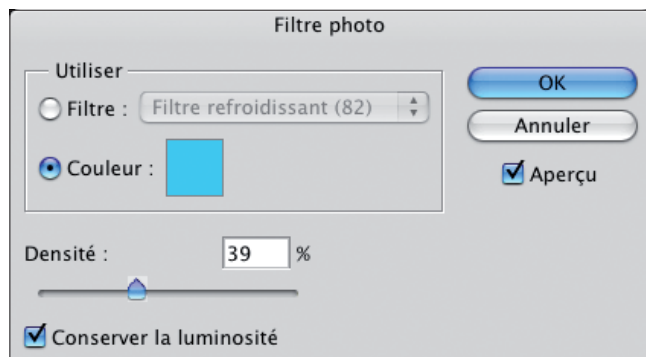 Filtre photo
Utiliser
Filtre : Filtre refroidissant (82)
Couleur :
OK
Annuler
Aperçu
Densité : 39 %
Conserver la luminosité